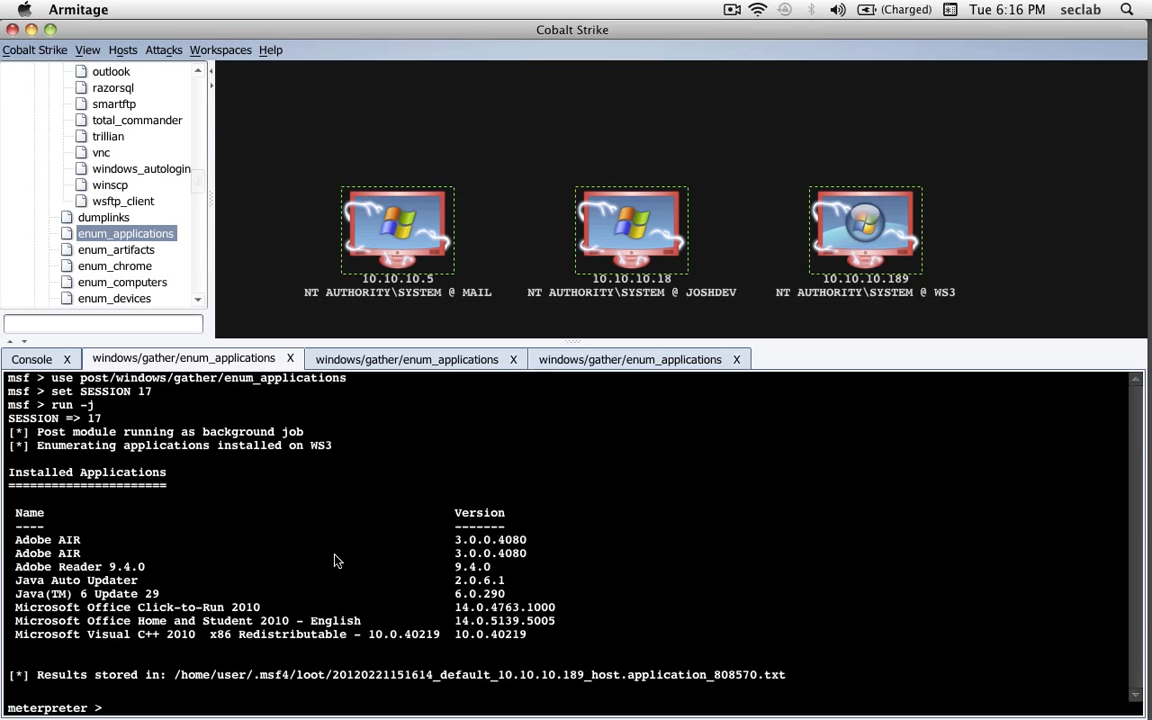 Armitage
(Charged)
Tue 6:16 PM
seclab
Cobalt Strike
Cobalt Strike View Hosts Attacks Workspaces Help
outlook
razorsql
smartftp
total_commander
trillian
vnc
windows_autologin
winscp
wsftp_client
dumplinks
enum_applications
enum_artifacts
enum_chrome
enum_computers
enum_devices
10.10.10.5
NT AUTHORITY\SYSTEM @ MAIL
10.10.10.18
NT AUTHORITY\SYSTEM @ JOSHDEV
10.10.10.189
NT AUTHORITY\SYSTEM @ WS3
Console X windows/gather/enum_applications X windows/gather/enum_applications X windows/gather/enum_applications X
msf > use post/windows/gather/enum_applications
msf > set SESSION 17
msf > run -j
SESSION => 17
[*] Post module running as background job
[*] Enumerating applications installed on WS3
Installed Applications
======================
Name Version
---- -------
Adobe AIR 3.0.0.4080
Adobe AIR 3.0.0.4080
Adobe Reader 9.4.0 9.4.0
Java Auto Updater 2.0.6.1
Java(TM) 6 Update 29 6.0.290
Microsoft Office Click-to-Run 2010 14.0.4763.1000
Microsoft Office Home and Student 2010 - English 14.0.5139.5005
Microsoft Visual C++ 2010  x86 Redistributable - 10.0.40219 10.0.40219
[*] Results stored in: /home/user/.msf4/loot/20120221151614_default_10.10.10.189_host.application_808570.txt
meterpreter >